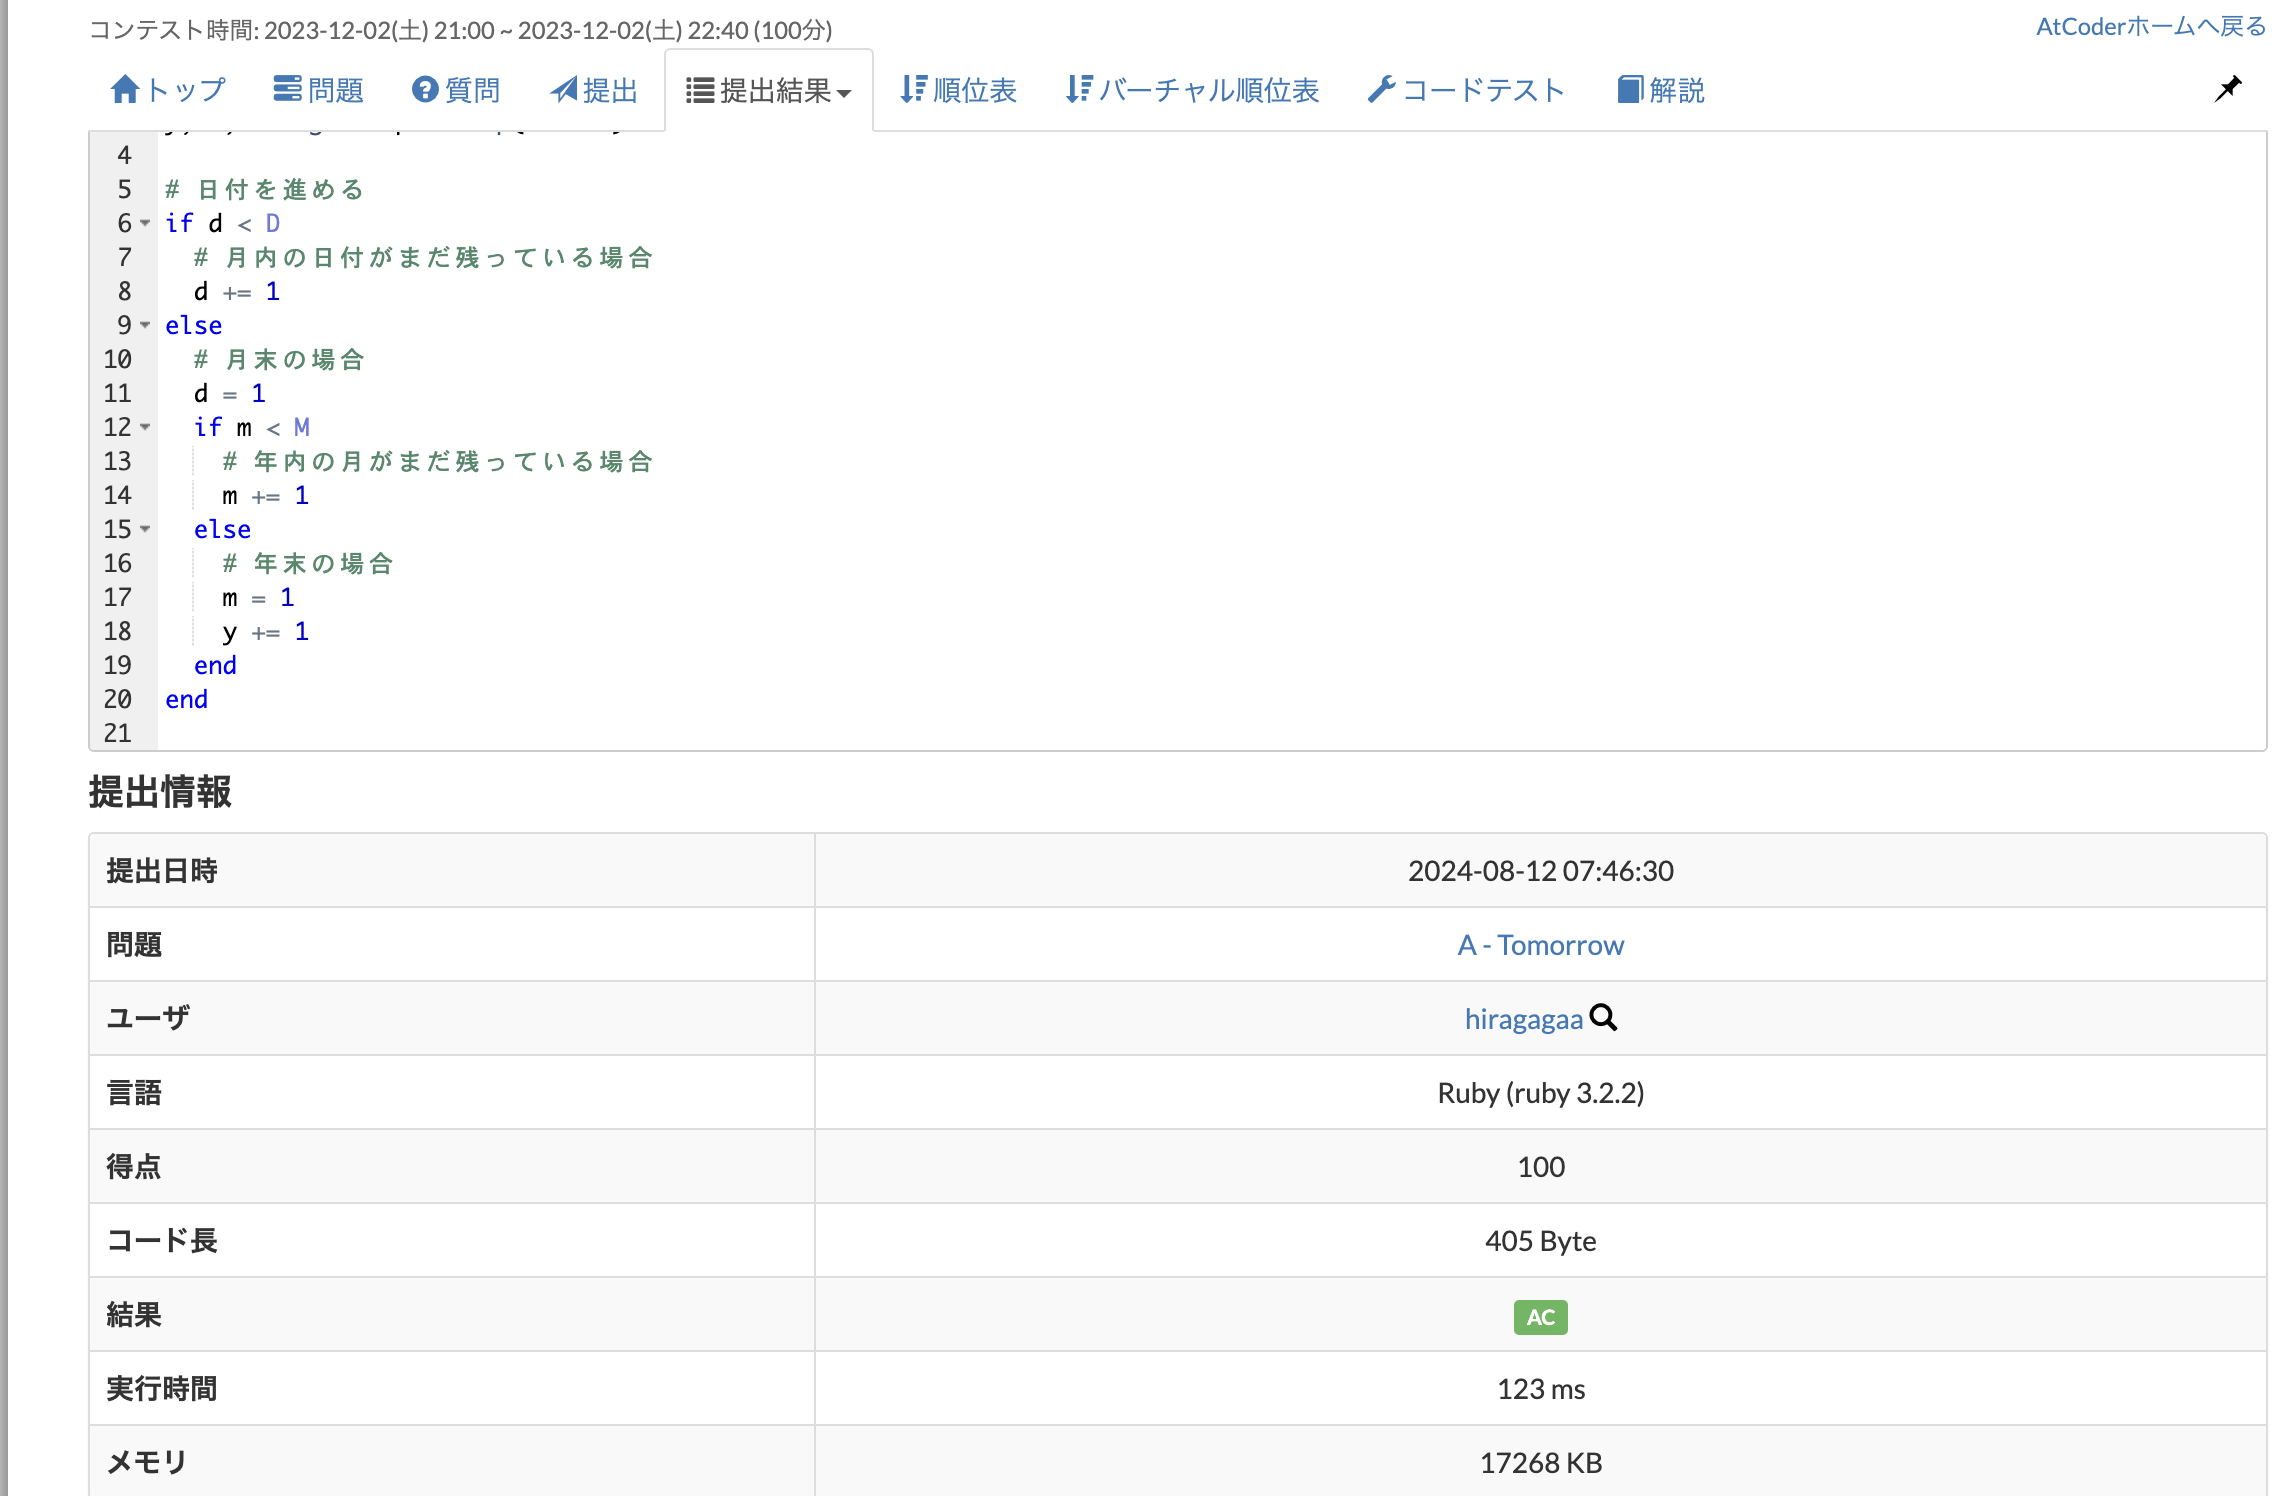 コンテスト時間: 2023-12-02(土) 21:00 ~ 2023-12-02(土) 22:40 (100分)
AtCoderホームへ戻る
トップ 問題 質問 提出 提出結果 順位表 バーチャル順位表 コードテスト 解説
4
5 # 日付を進める
6 if d < D
7 # 月内の日付がまだ残っている場合
8 d += 1
9 else
10 # 月末の場合
11 d = 1
12 if m < M
13 # 年内の月がまだ残っている場合
14 m += 1
15 else
16 # 年末の場合
17 m = 1
18 y += 1
19 end
20 end
21
提出情報
提出日時 2024-08-12 07:46:30
問題 A - Tomorrow
ユーザ hiragagaa
言語 Ruby (ruby 3.2.2)
得点 100
コード長 405 Byte
結果 AC
実行時間 123 ms
メモリ 17268 KB